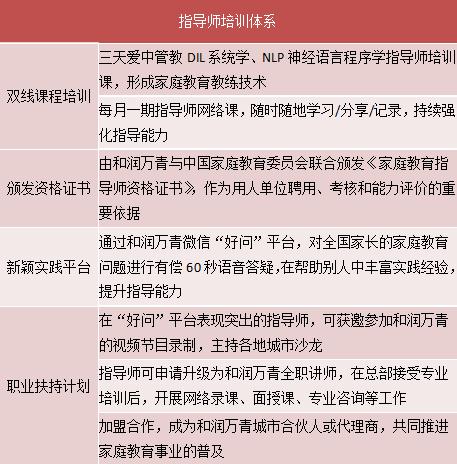 指导师培训体系
双线课程培训
三天爱中管教 DIL 系统学、NLP 神经语言程序学指导师培训
课，形成家庭教育教练技术
每月一期指导师网络课，随时随地学习/分享/记录，持续强
化指导能力
颁发资格证书
由和润万青与中国家庭教育委员会联合颁发《家庭教育指
导师资格证书》，作为用人单位聘用、考核和能力评价的重
要依据
新颖实践平台
通过和润万青微信“好问”平台，对全国家长的家庭教育
问题进行有偿 60 秒语音答疑，在帮助别人中丰富实践经验，
提升指导能力
职业扶持计划
在“好问”平台表现突出的指导师，可获邀参加和润万青
的视频节目录制，主持各地城市沙龙
指导师可申请升级为和润万青全职讲师，在总部接受专业
培训后，开展网络录课、面授课、专业咨询等工作
加盟合作，成为和润万青城市合伙人或代理商，共同推进
家庭教育事业的普及